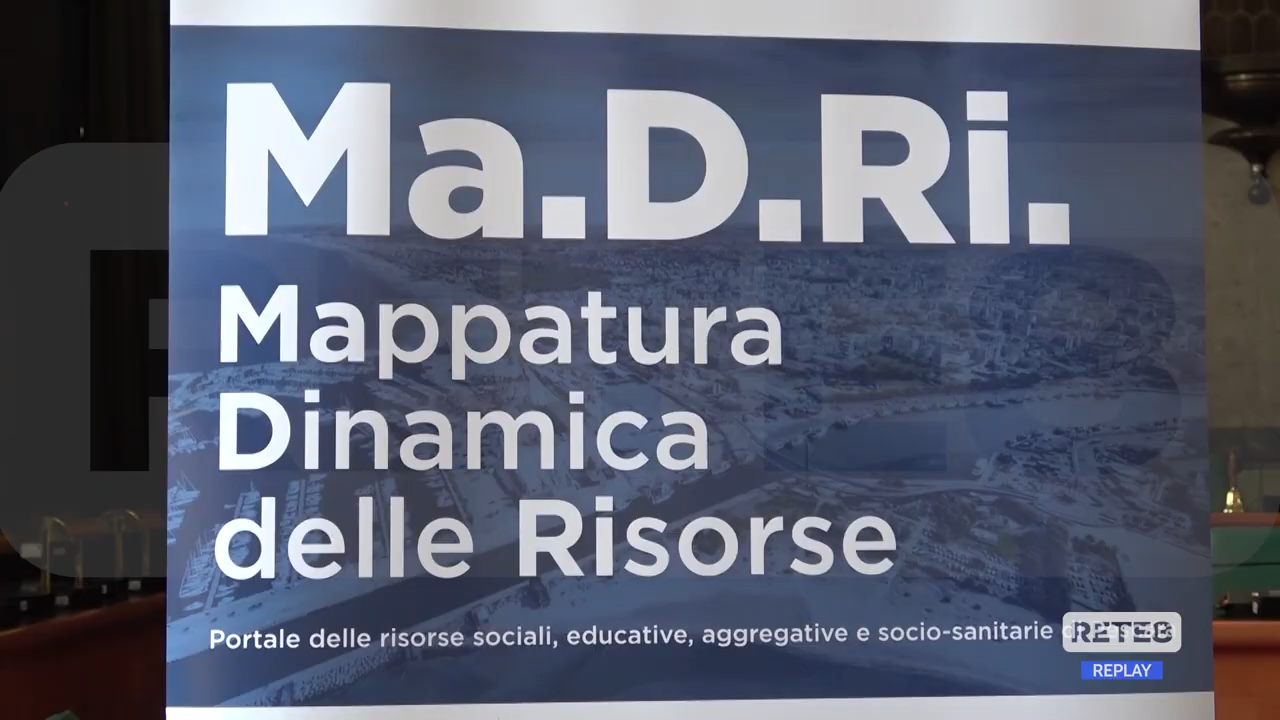 Ma.D.Ri.
Mappatura
Dinamica
delle Risorse
Portale delle risorse sociali, educative, aggregative e socio-sanitarie
RETE8
REPLAY